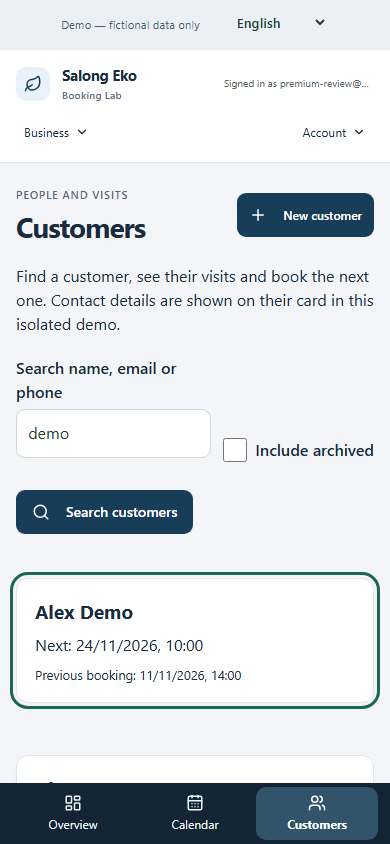 Demo — fictional data only
English
Salong Eko
Booking Lab
Signed in as premium-review@...
Business
Account
PEOPLE AND VISITS
Customers
New customer
Find a customer, see their visits and book the next
one. Contact details are shown on their card in this
isolated demo.
Search name, email or
phone
demo
Include archived
Search customers
Alex Demo
Next: 24/11/2026, 10:00
Previous booking: 11/11/2026, 14:00
Overview
Calendar
Customers